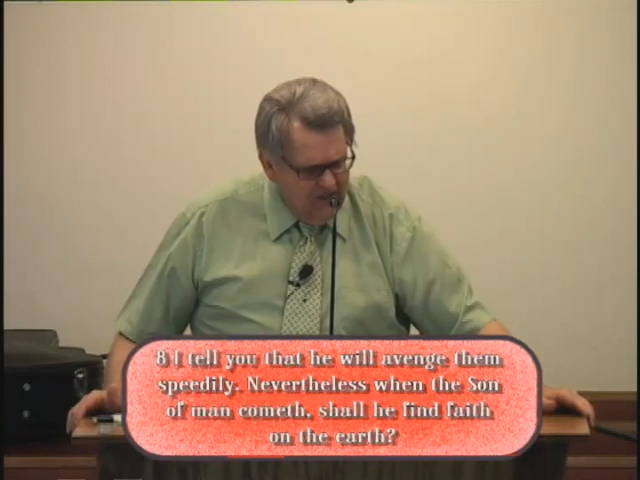 8 I tell you that he will avenge them
speedily. Nevertheless when the Son
of man cometh, shall he find faith
on the earth?